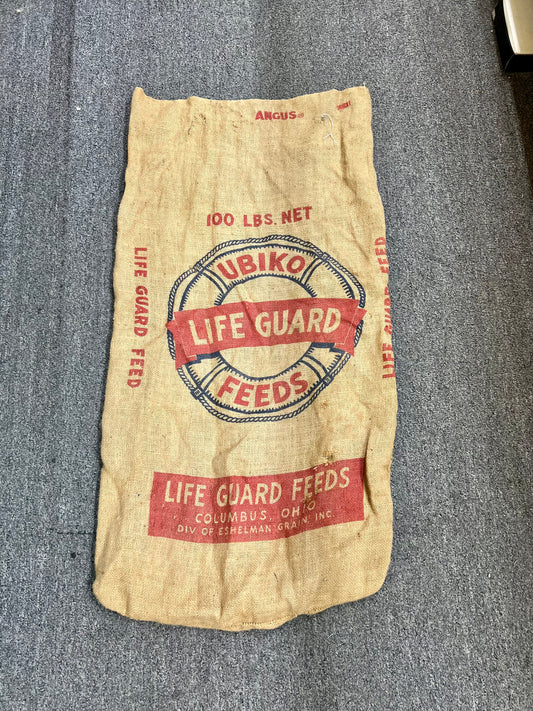 ANGUS
100 LBS. NET
UBIKO
LIFE GUARD
FEEDS
LIFE GUARD FEED
LIFE GUARD FEED
LIFE GUARD FEEDS
COLUMBUS, OHIO
DIV. OF ESHELMAN GRAIN, INC.